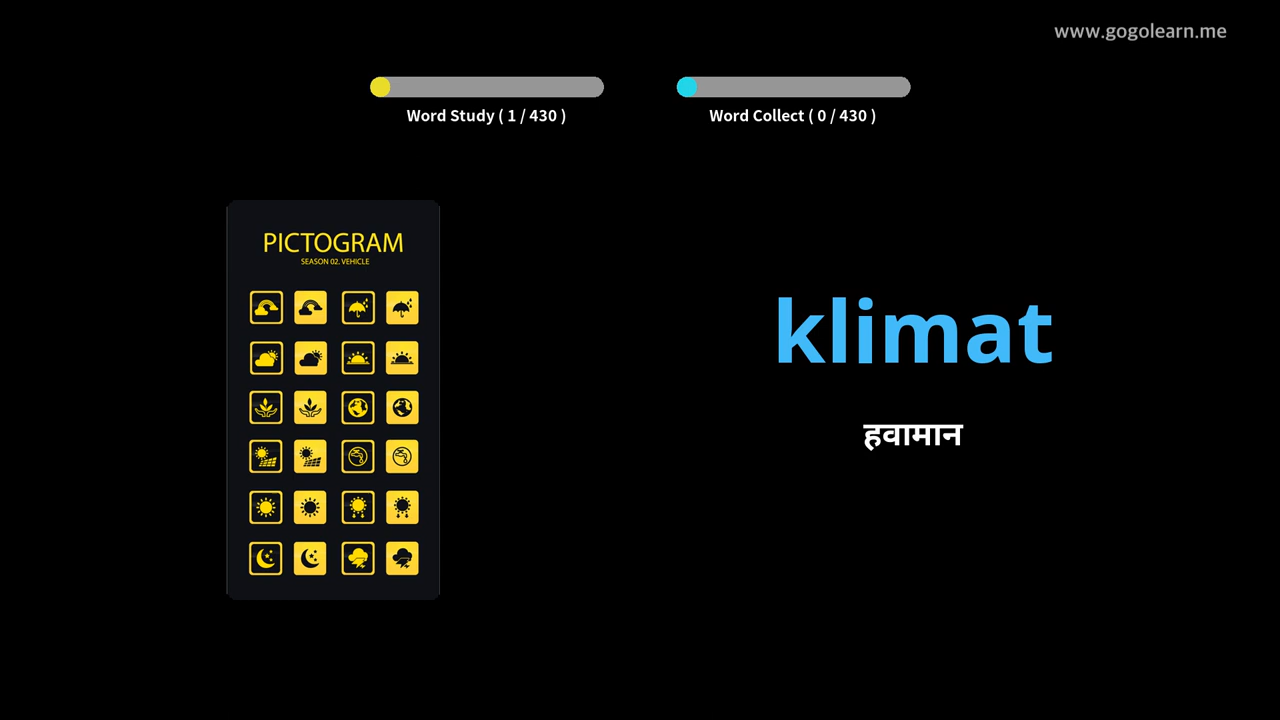 www.gogolearn.me
Word Study ( 1 / 430 )
Word Collect ( 0 / 430 )
PICTOGRAM
SEASON 02. VEHICLE
klimat
हवामान